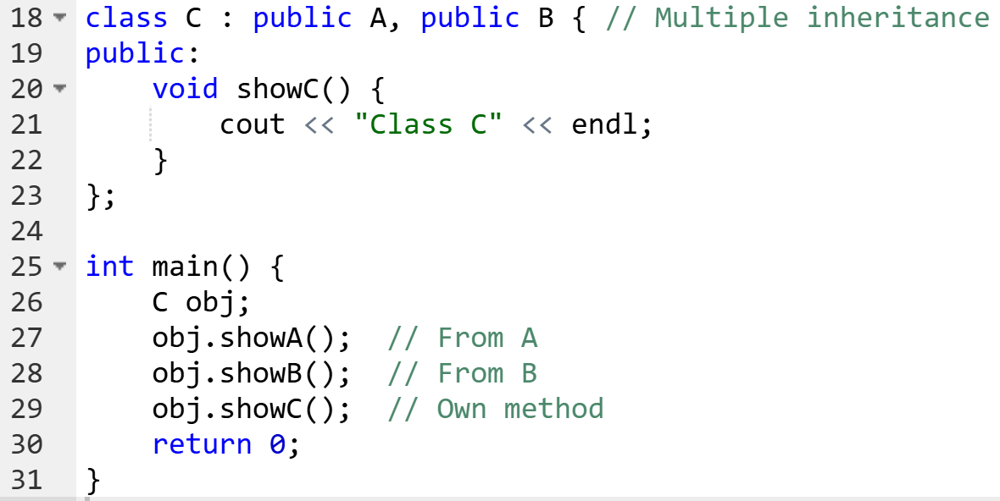 18 class C : public A, public B { // Multiple inheritance
19 public:
20     void showC() {
21         cout << "Class C" << endl;
22     }
23 };
24
25 int main() {
26     C obj;
27     obj.showA();  // From A
28     obj.showB();  // From B
29     obj.showC();  // Own method
30     return 0;
31 }